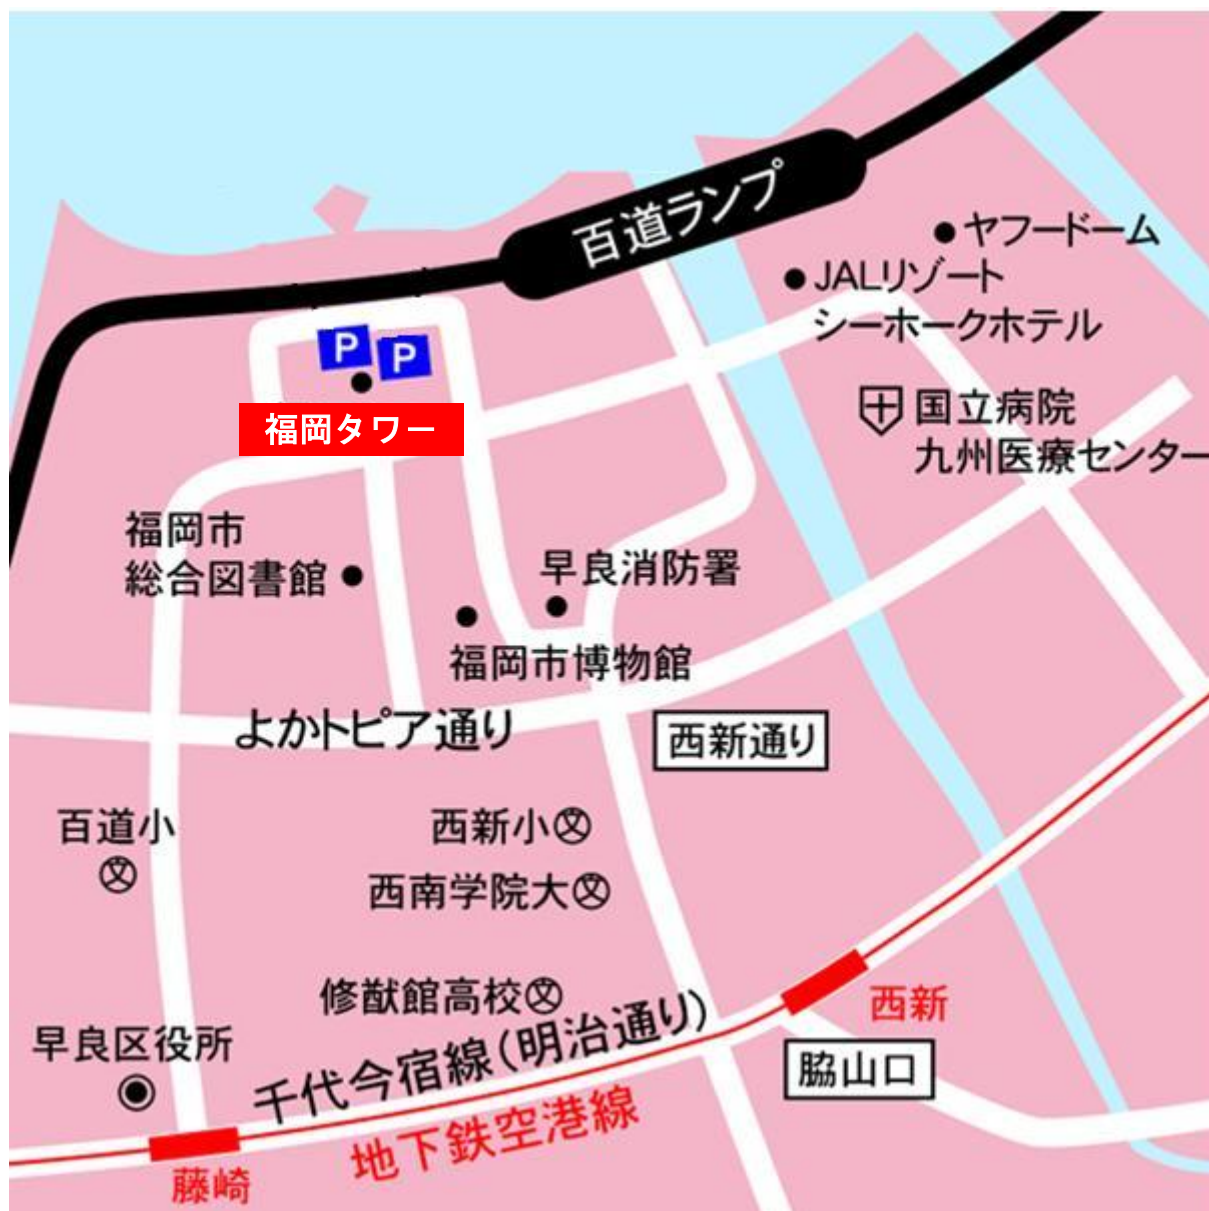 百道ランプ
ヤフードーム
JALリゾート
シーホークホテル
P
P
福岡タワー
国立病院
九州医療センター
福岡市
総合図書館
早良消防署
福岡市博物館
よかトピア通り
西新通り
百道小
文
西新小文
西南学院大文
修猷館高校文
西新
早良区役所
千代今宿線(明治通り)
脇山口
地下鉄空港線
藤崎